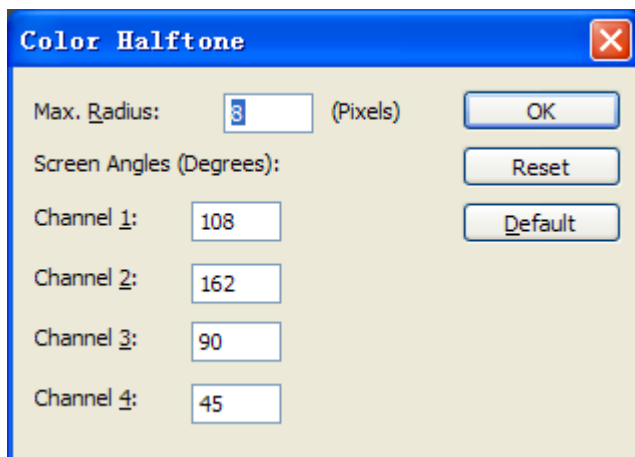 Color Halftone
Max. Radius: 8 (Pixels) OK
Screen Angles (Degrees): Reset
Channel 1: 108 Default
Channel 2: 162
Channel 3: 90
Channel 4: 45